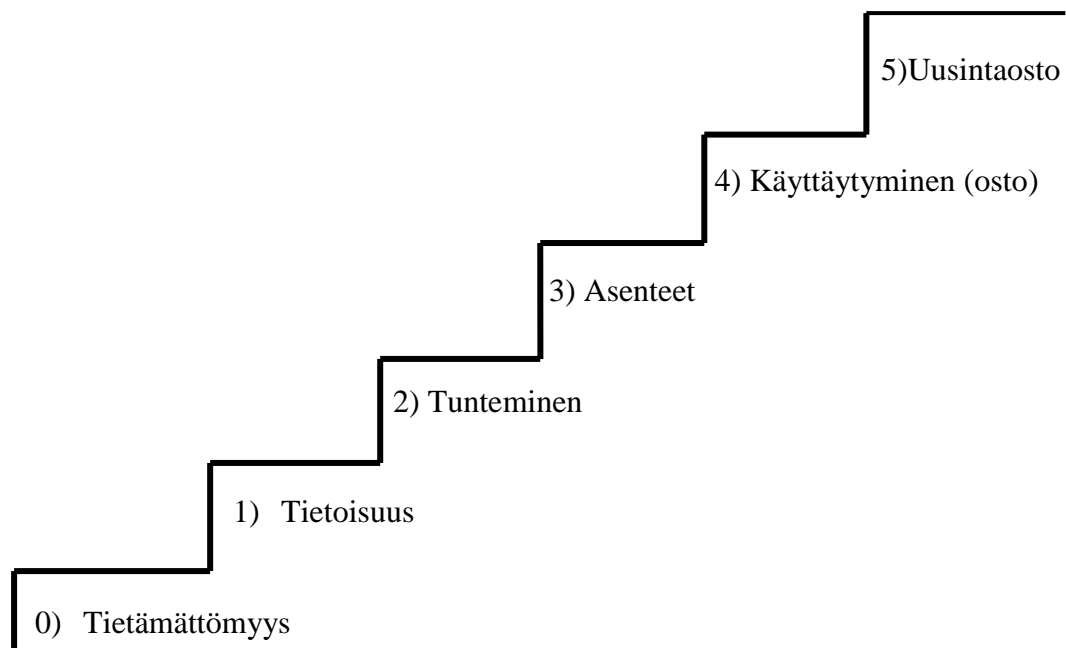 5)Uusintaosto
4) Käyttäytyminen (osto)
3) Asenteet
2) Tunteminen
1) Tietoisuus
0) Tietämättömyys